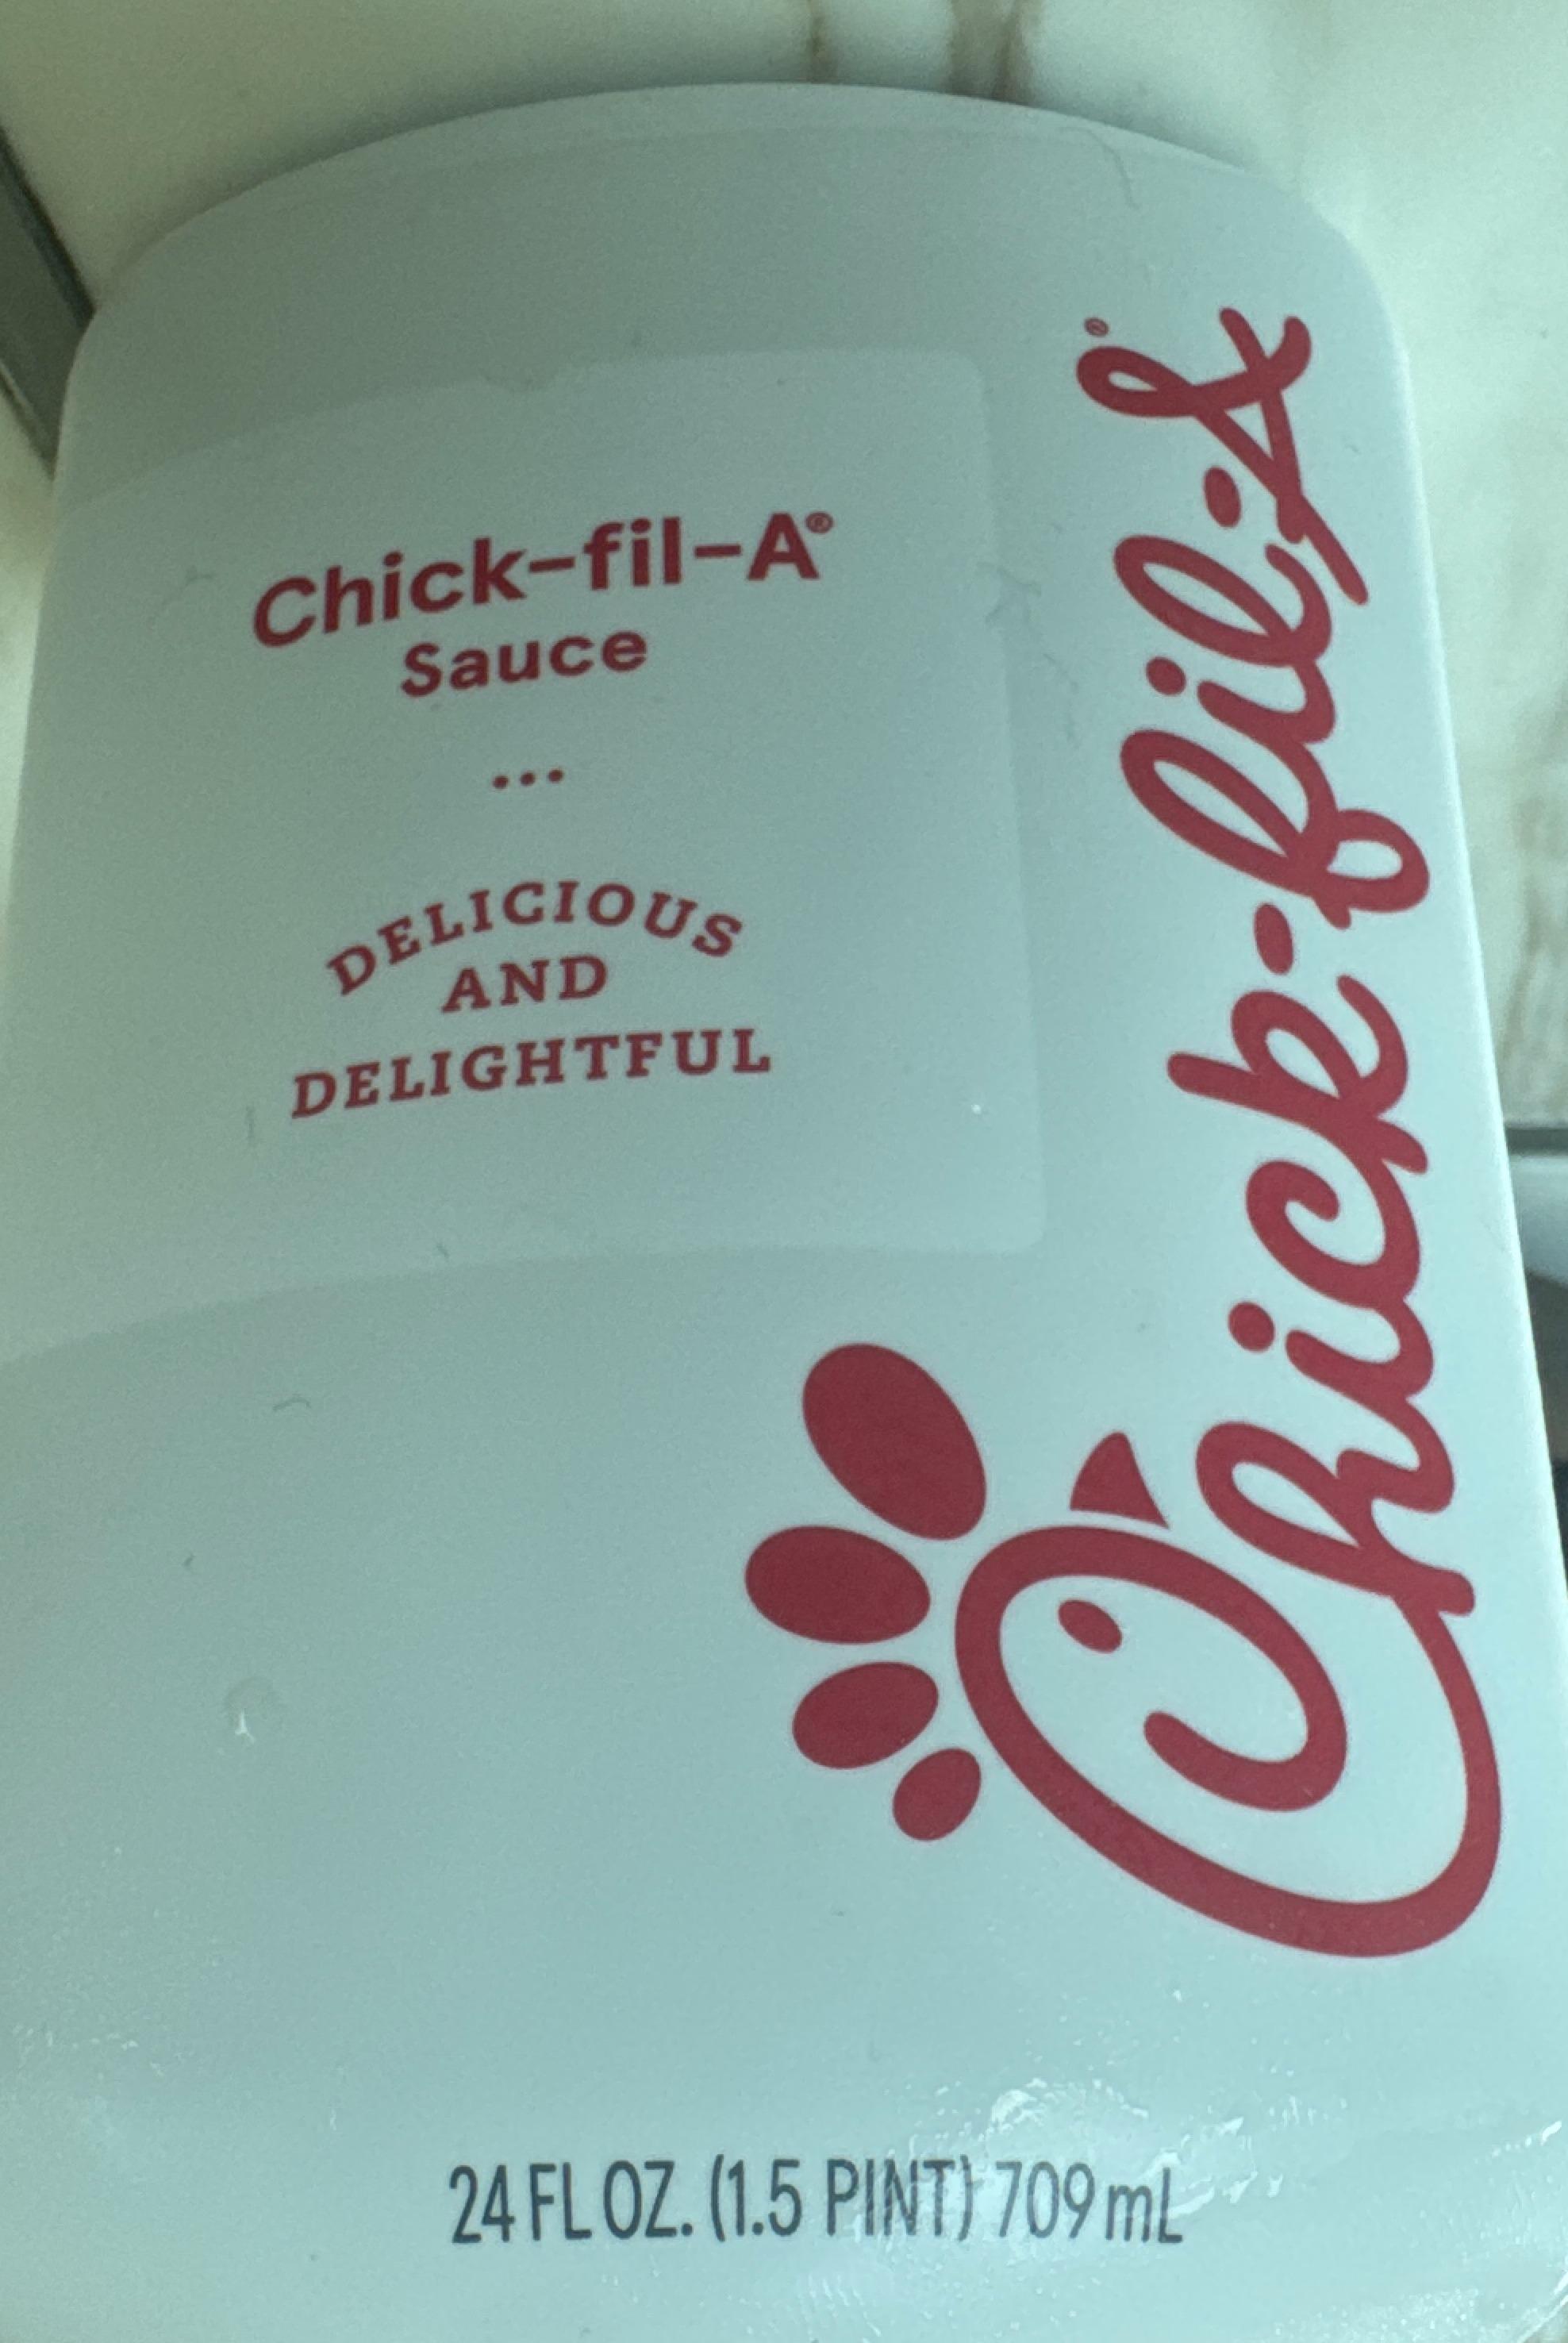 Chick-fil-A®
Sauce
...
DELICIOUS
AND
DELIGHTFUL
Chick-fil-A®
24 FL OZ. (1.5 PINT) 709 mL